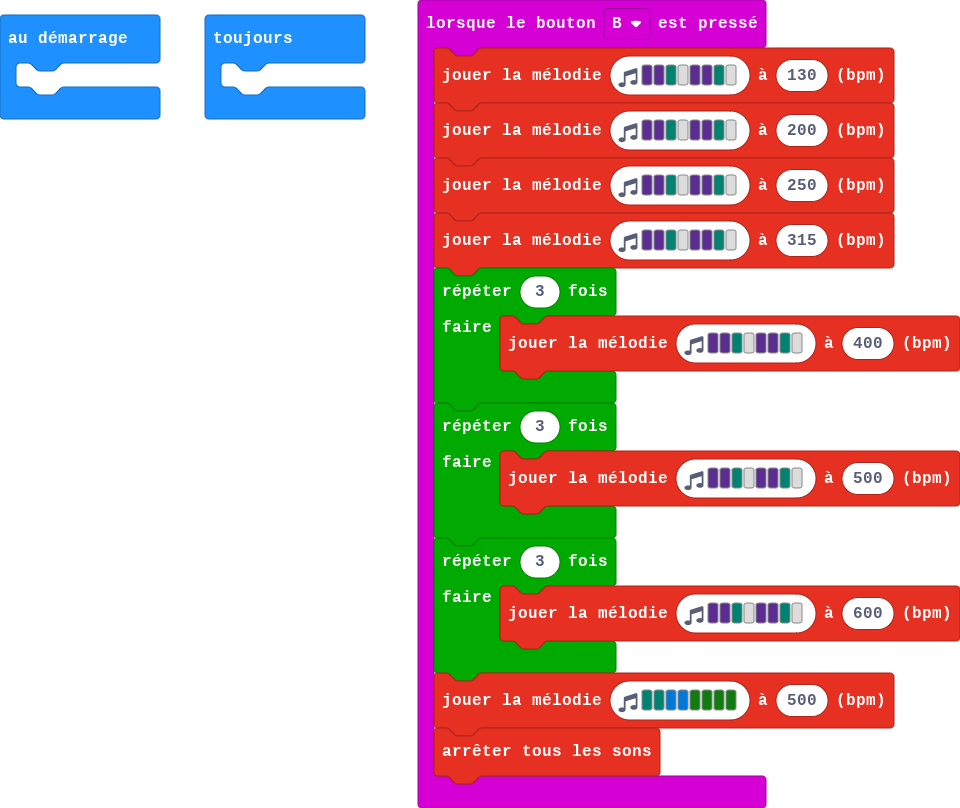 au démarrage
toujours
lorsque le bouton B est pressé
jouer la mélodie à 130 (bpm)
jouer la mélodie à 200 (bpm)
jouer la mélodie à 250 (bpm)
jouer la mélodie à 315 (bpm)
répéter 3 fois
faire
jouer la mélodie à 400 (bpm)
répéter 3 fois
faire
jouer la mélodie à 500 (bpm)
répéter 3 fois
faire
jouer la mélodie à 600 (bpm)
jouer la mélodie à 500 (bpm)
arrêter tous les sons